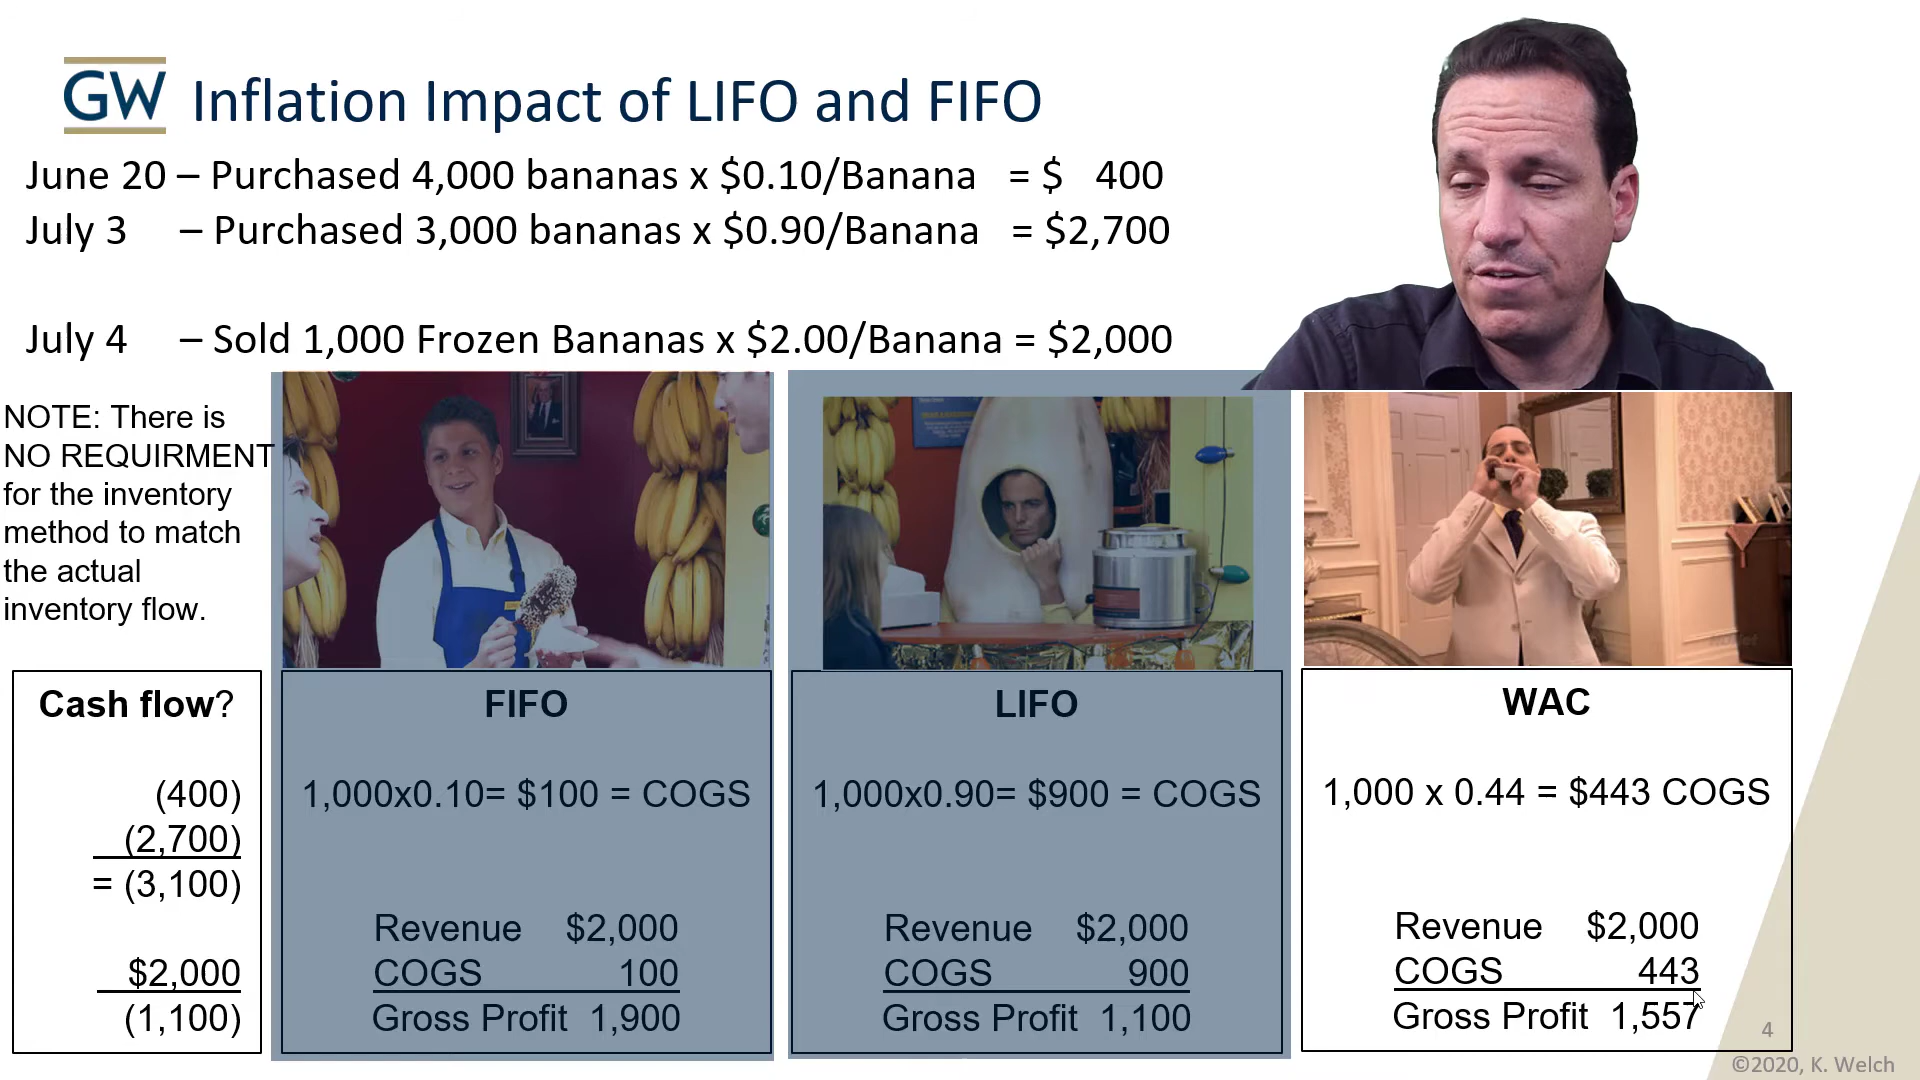 GW Inflation Impact of LIFO and FIFO
June 20 – Purchased 4,000 bananas x $0.10/Banana = $ 400
July 3 – Purchased 3,000 bananas x $0.90/Banana = $2,700
July 4 – Sold 1,000 Frozen Bananas x $2.00/Banana = $2,000
NOTE: There is
NO REQUIRMENT
for the inventory
method to match
the actual
inventory flow.
Cash flow?
(400)
(2,700)
= (3,100)
$2,000
(1,100)
FIFO
1,000x0.10= $100 = COGS
Revenue $2,000
COGS 100
Gross Profit 1,900
LIFO
1,000x0.90= $900 = COGS
Revenue $2,000
COGS 900
Gross Profit 1,100
WAC
1,000 x 0.44 = $443 COGS
Revenue $2,000
COGS 443
Gross Profit 1,557
4
©2020, K. Welch